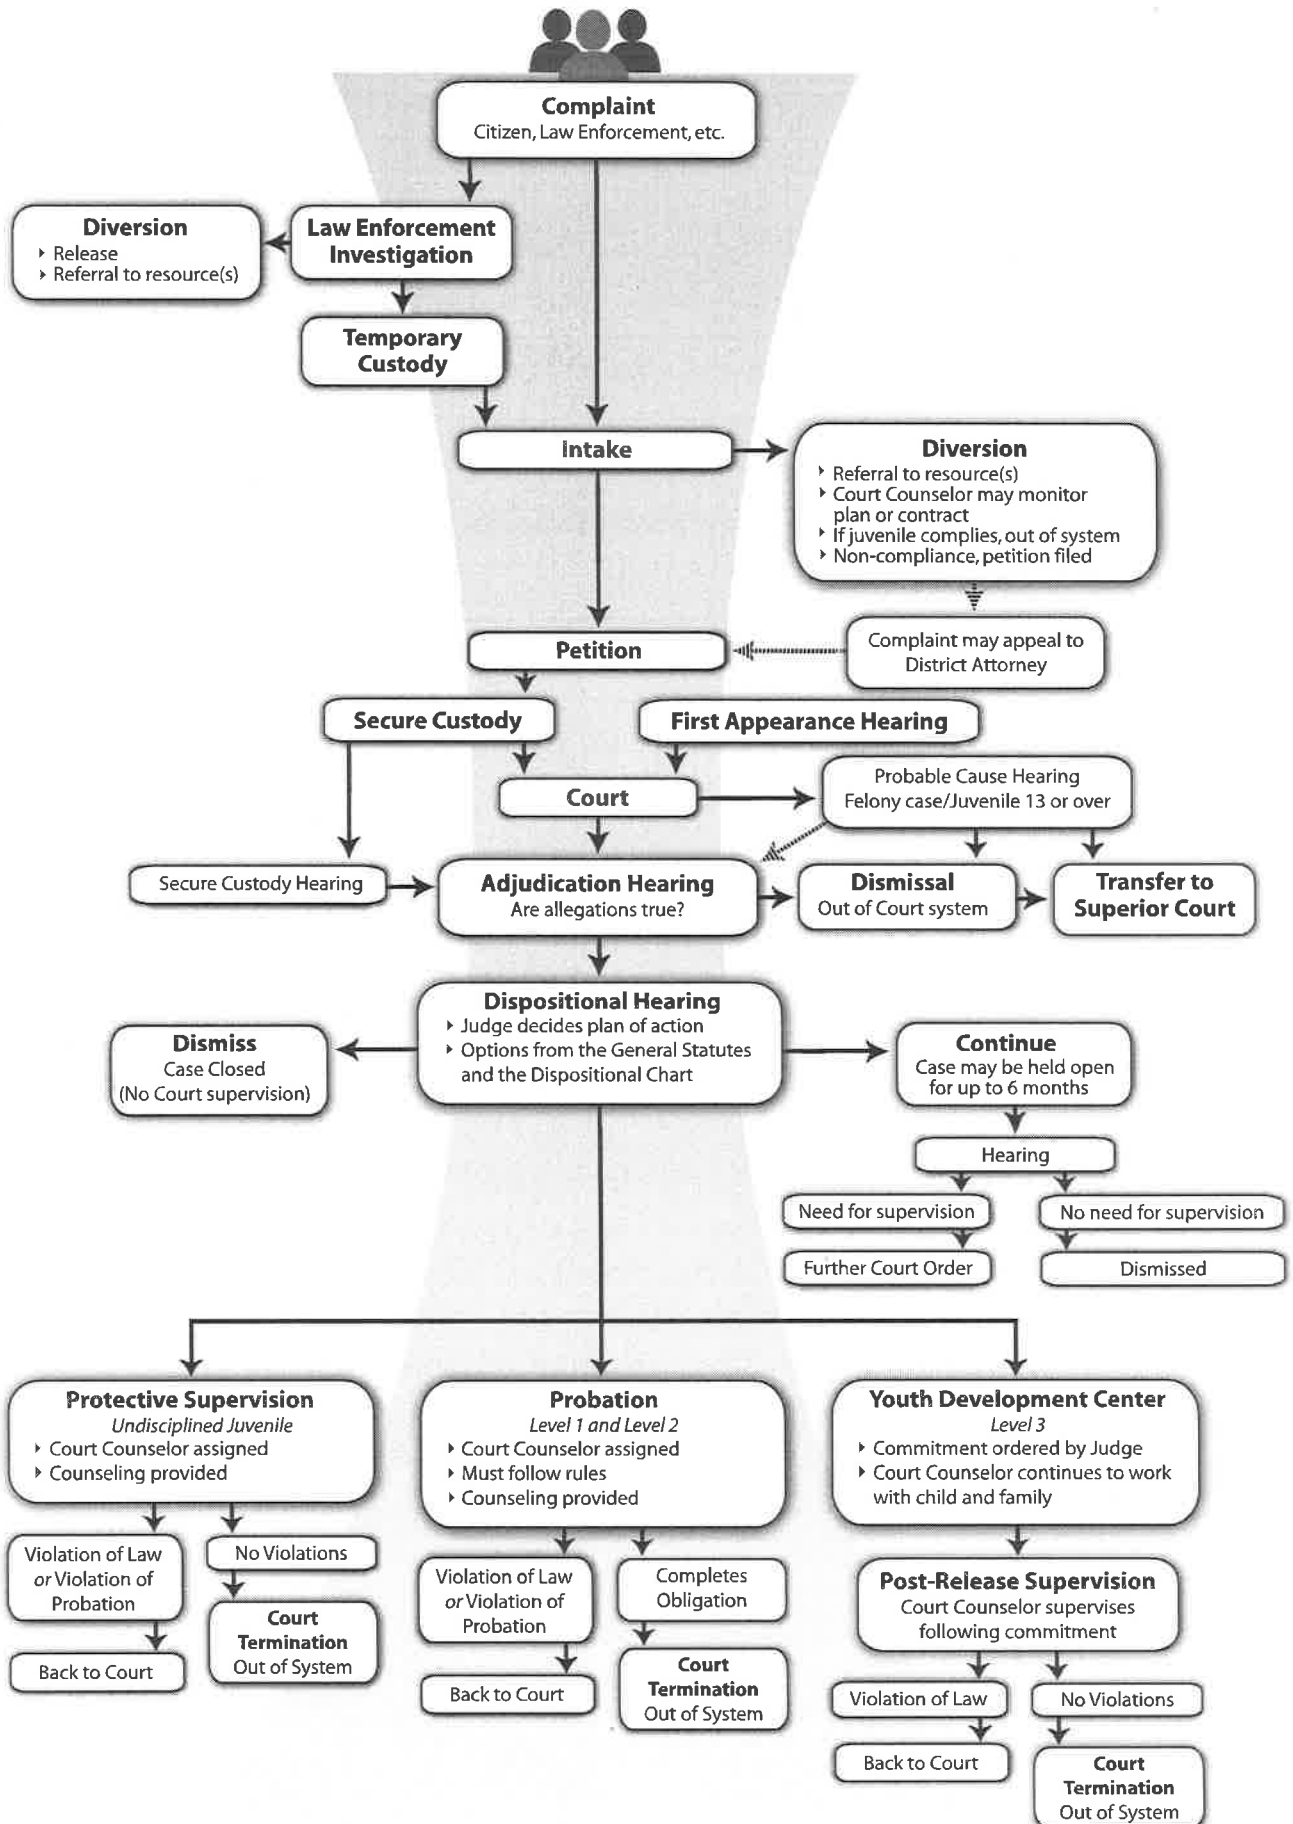 Complaint
Citizen, Law Enforcement, etc.
Diversion
‣ Release
‣ Referral to resource(s)
Law Enforcement
Investigation
Temporary
Custody
Intake
Diversion
‣ Referral to resource(s)
‣ Court Counselor may monitor
plan or contract
‣ If juvenile complies, out of system
‣ Non-compliance, petition filed
Petition
Complaint may appeal to
District Attorney
Secure Custody
First Appearance Hearing
Court
Probable Cause Hearing
Felony case/Juvenile 13 or over
Secure Custody Hearing
Adjudication Hearing
Are allegations true?
Dismissal
Out of Court system
Transfer to
Superior Court
Dispositional Hearing
‣ Judge decides plan of action
‣ Options from the General Statutes
and the Dispositional Chart
Dismiss
Case Closed
(No Court supervision)
Continue
Case may be held open
for up to 6 months
Hearing
Need for supervision
No need for supervision
Further Court Order
Dismissed
Protective Supervision
Undisciplined Juvenile
‣ Court Counselor assigned
‣ Counseling provided
Violation of Law
or Violation of
Probation
No Violations
Back to Court
Court
Termination
Out of System
Probation
Level 1 and Level 2
‣ Court Counselor assigned
‣ Must follow rules
‣ Counseling provided
Violation of Law
or Violation of
Probation
Completes
Obligation
Back to Court
Court
Termination
Out of System
Youth Development Center
Level 3
‣ Commitment ordered by Judge
‣ Court Counselor continues to work
with child and family
Post-Release Supervision
Court Counselor supervises
following commitment
Violation of Law
No Violations
Back to Court
Court
Termination
Out of System